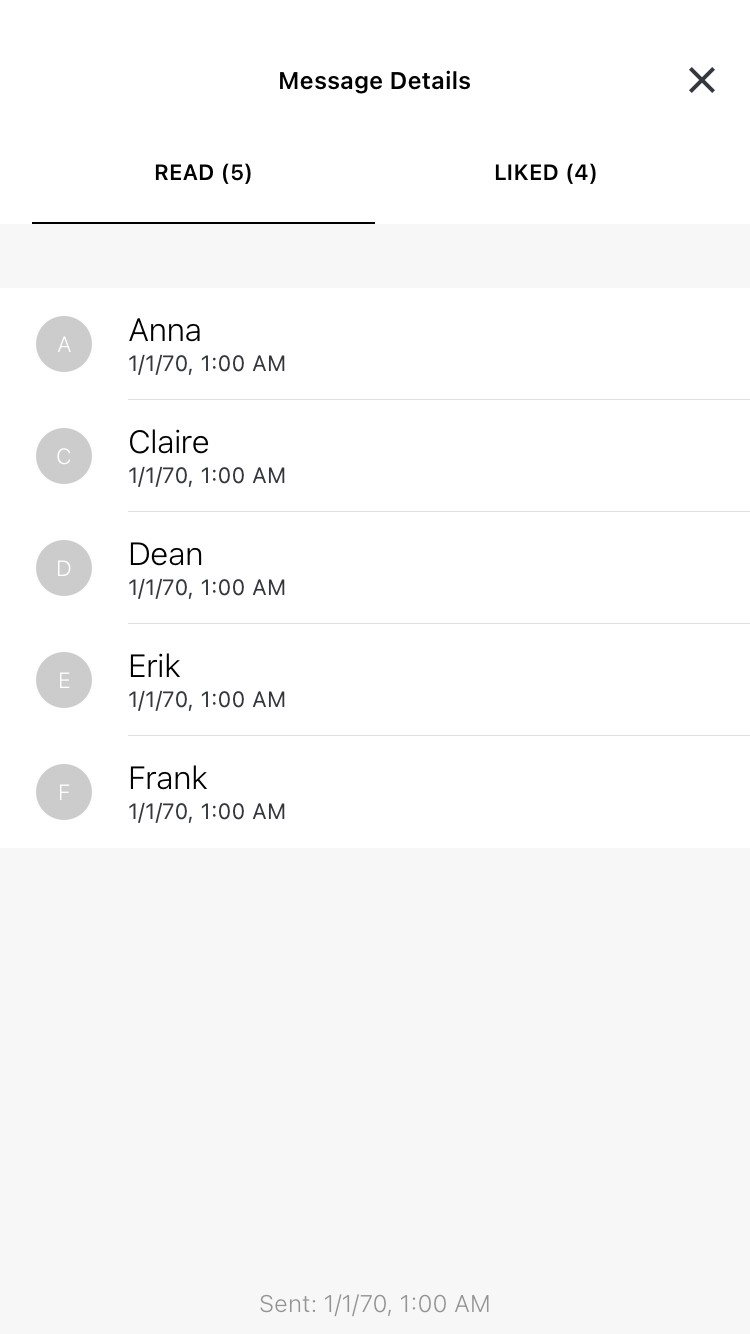 Message Details
READ (5)
LIKED (4)
A
Anna
1/1/70, 1:00 AM
C
Claire
1/1/70, 1:00 AM
D
Dean
1/1/70, 1:00 AM
E
Erik
1/1/70, 1:00 AM
F
Frank
1/1/70, 1:00 AM
Sent: 1/1/70, 1:00 AM